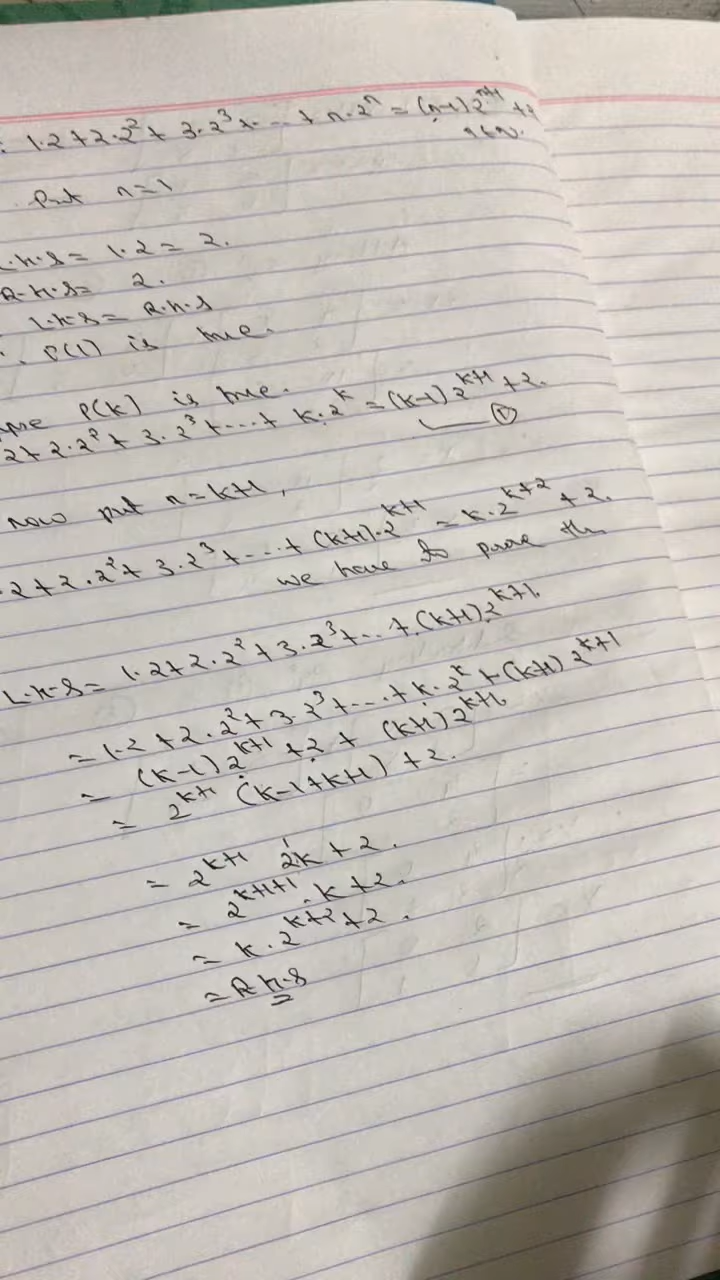 : 1·2 + 2·2² + 3·2³ + ... + n·2ⁿ = (n-1) 2ⁿ⁺¹ + 2
n∈N.
Put n=1
L·H·S = 1·2 = 2.
R·H·S = 2.
L·H·S = R·H·S
∴ P(1) is true.
P(k) is true.
2 + 2·2² + 3·2³ + ... + k·2ᵏ = (k-1) 2ᵏ⁺¹ + 2.
①
now put n = k+1,
·2 + 2·2² + 3·2³ + ... + (k+1)·2ᵏ⁺¹ = k·2ᵏ⁺² + 2.
we have to prove
L·H·S = 1·2 + 2·2² + 3·2³ + ... + (k+1) 2ᵏ⁺¹.
= 1·2 + 2·2² + 3·2³ + ... + k·2ᵏ + (k+1) 2ᵏ⁺¹
= (k-1) 2ᵏ⁺¹ + 2 + (k+1) 2ᵏ⁺¹.
= 2ᵏ⁺¹ (k-1+k+1) + 2.
= 2ᵏ⁺¹ 2k + 2.
= 2ᵏ⁺¹⁺¹ · k + 2.
= k·2ᵏ⁺² + 2.
= R·H·S